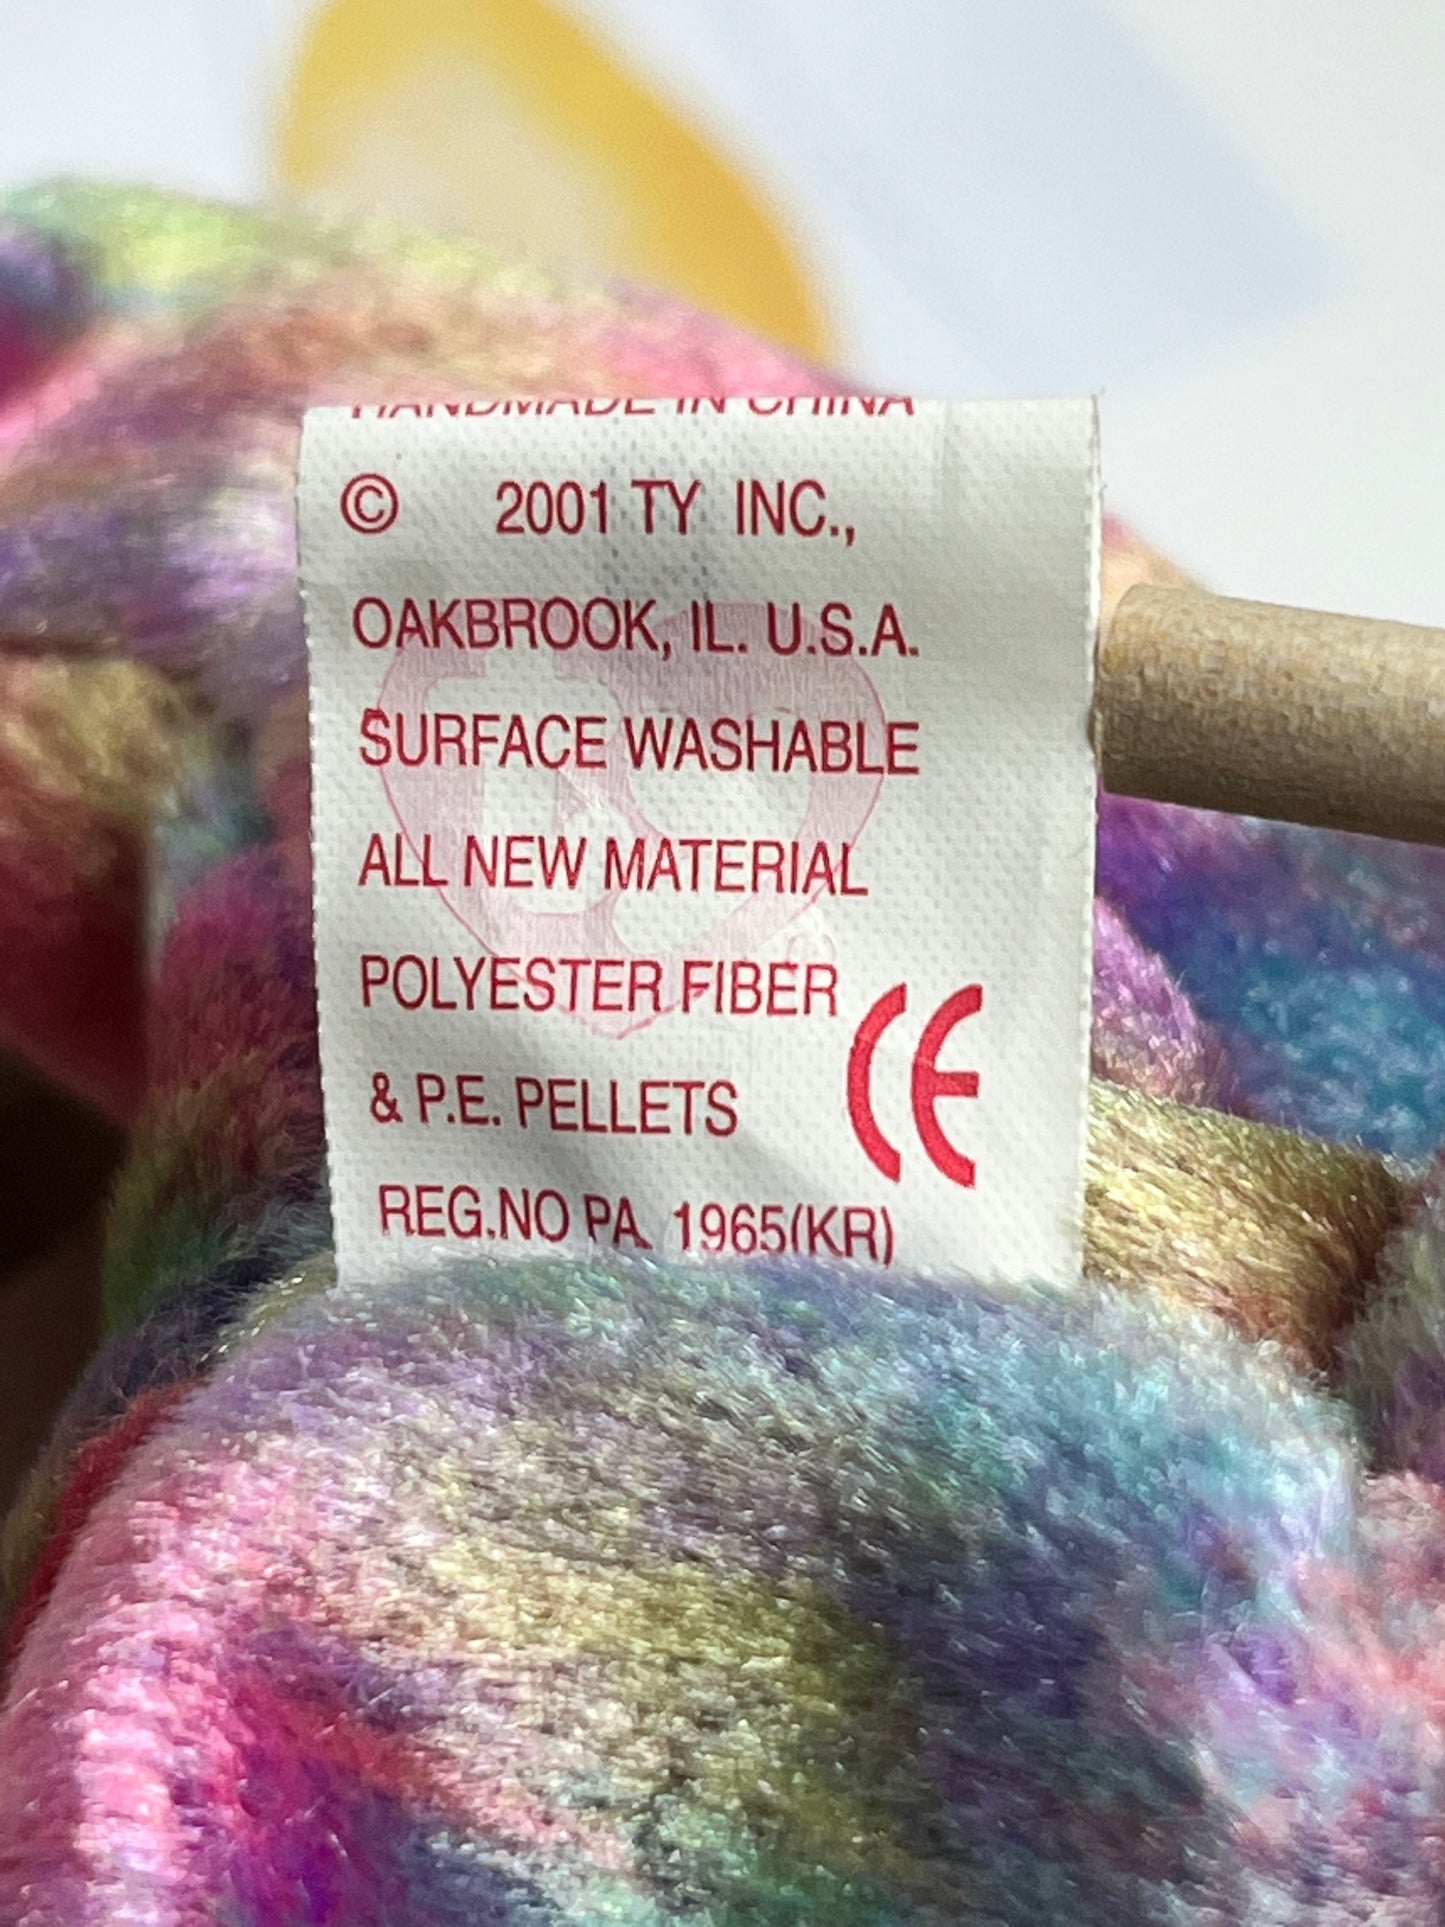 HANDMADE IN CHINA
© 2001 TY INC.,
OAKBROOK, IL. U.S.A.
SURFACE WASHABLE
ALL NEW MATERIAL
POLYESTER FIBER
& P.E. PELLETS CE
REG.NO PA. 1965(KR)